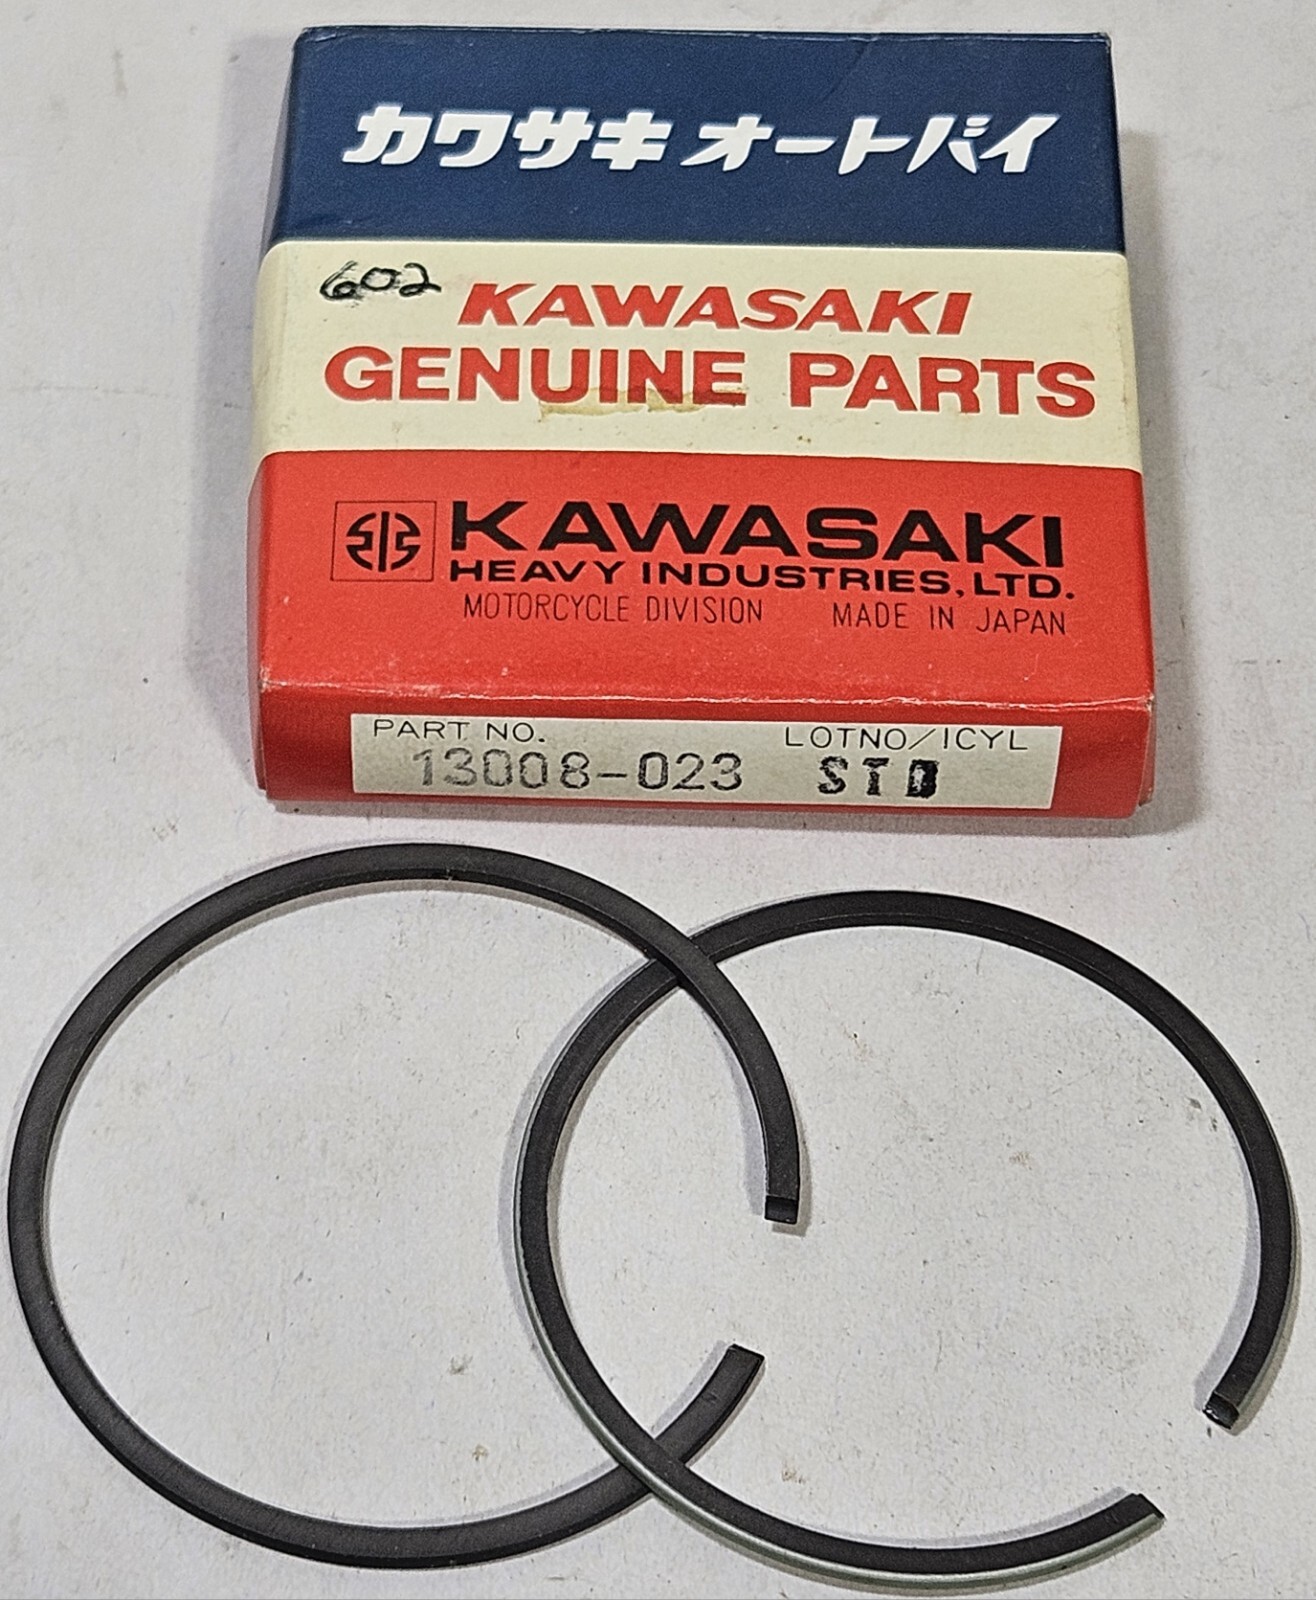 カワサキ オートバイ
602
KAWASAKI
GENUINE PARTS
KAWASAKI
HEAVY INDUSTRIES, LTD.
MOTORCYCLE DIVISION MADE IN JAPAN
PART NO. LOTNO/1CYL
13008-023 STD